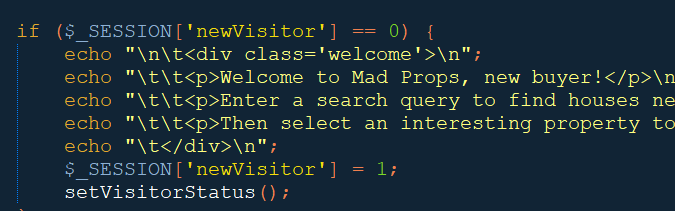 if ($_SESSION['newVisitor'] == 0) {
echo "\n\t<div class='welcome'>\n";
echo "\t\t<p>Welcome to Mad Props, new buyer!</p>\n
echo "\t\t<p>Enter a search query to find houses ne
echo "\t\t<p>Then select an interesting property to
echo "\t</div>\n";
$_SESSION['newVisitor'] = 1;
setVisitorStatus();